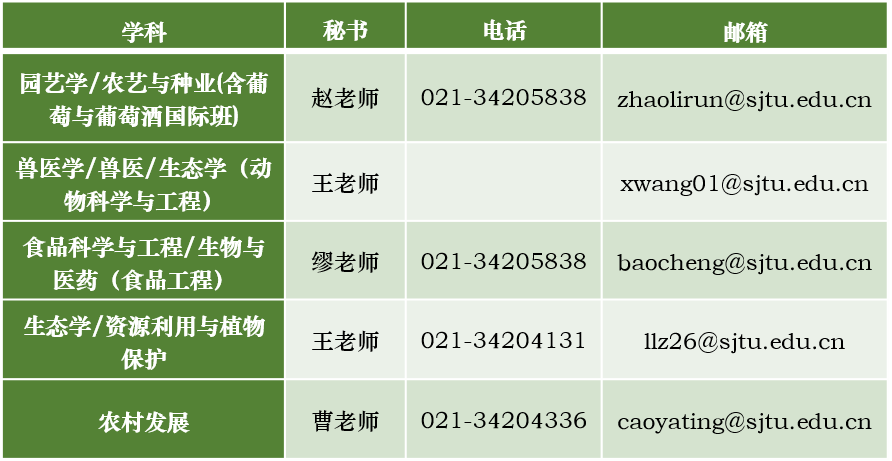 学科 秘书 电话 邮箱
园艺学/农艺与种业(含葡
萄与葡萄酒国际班) 赵老师 021-34205838 zhaolirun@sjtu.edu.cn
兽医学/兽医/生态学（动
物科学与工程） 王老师 xwang01@sjtu.edu.cn
食品科学与工程/生物与
医药（食品工程） 缪老师 021-34205838 baocheng@sjtu.edu.cn
生态学/资源利用与植物
保护 王老师 021-34204131 llz26@sjtu.edu.cn
农村发展 曹老师 021-34204336 caoyating@sjtu.edu.cn